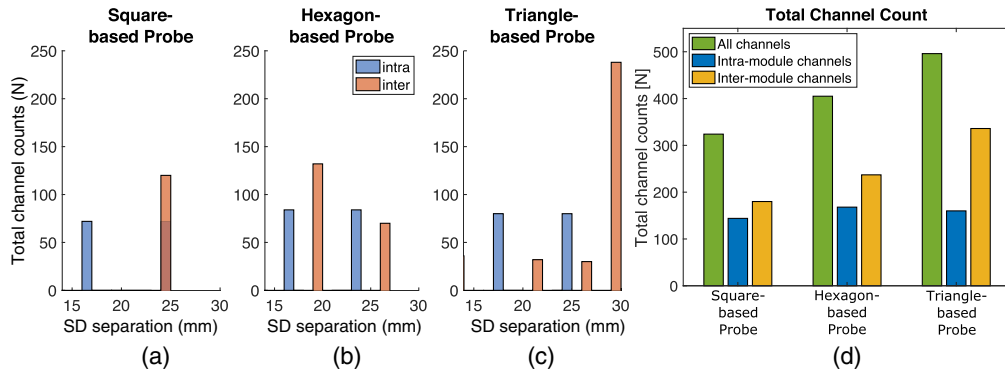 Square-
based Probe
Total channel counts (N)
250
200
150
100
50
0
15
20
25
30
SD separation (mm)
(a)
Hexagon-
based Probe
intra
inter
250
200
150
100
50
0
15
20
25
30
SD separation (mm)
(b)
Triangle-
based Probe
250
200
150
100
50
0
15
20
25
30
SD separation (mm)
(c)
Total Channel Count
All channels
Intra-module channels
Inter-module channels
Total channel counts [N]
500
400
300
200
100
0
Square-
based
Probe
Hexagon-
based
Probe
Triangle-
based
Probe
(d)